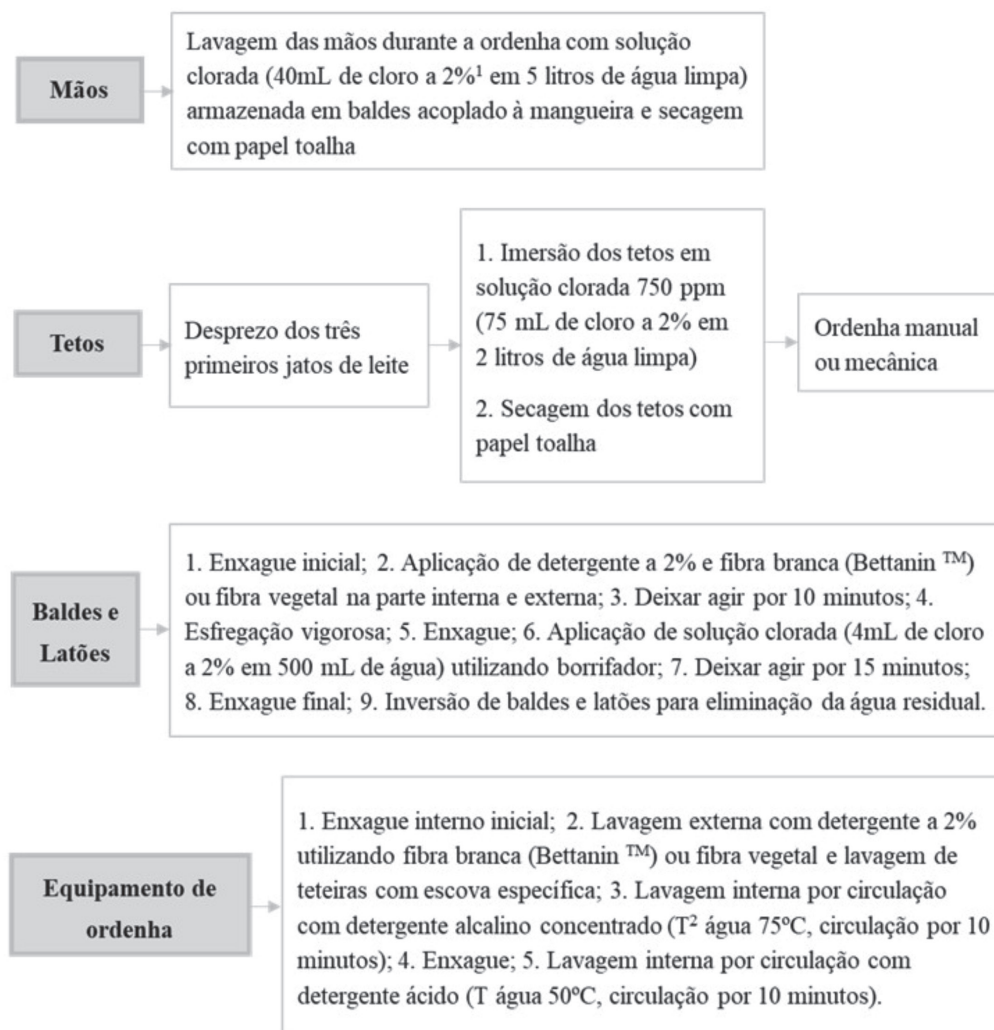 Mãos
Lavagem das mãos durante a ordenha com solução
clorada (40mL de cloro a 2%¹ em 5 litros de água limpa)
armazenada em baldes acoplado à mangueira e secagem
com papel toalha
Tetos
Desprezo dos três
primeiros jatos de leite
1. Imersão dos tetos em
solução clorada 750 ppm
(75 mL de cloro a 2% em
2 litros de água limpa)
2. Secagem dos tetos com
papel toalha
Ordenha manual
ou mecânica
Baldes e
Latões
1. Enxague inicial; 2. Aplicação de detergente a 2% e fibra branca (Bettanin ™)
ou fibra vegetal na parte interna e externa; 3. Deixar agir por 10 minutos; 4.
Esfregação vigorosa; 5. Enxague; 6. Aplicação de solução clorada (4mL de cloro
a 2% em 500 mL de água) utilizando borrifador; 7. Deixar agir por 15 minutos;
8. Enxague final; 9. Inversão de baldes e latões para eliminação da água residual.
Equipamento de
ordenha
1. Enxague interno inicial; 2. Lavagem externa com detergente a 2%
utilizando fibra branca (Bettanin ™) ou fibra vegetal e lavagem de
teteiras com escova específica; 3. Lavagem interna por circulação
com detergente alcalino concentrado (T² água 75ºC, circulação por 10
minutos); 4. Enxague; 5. Lavagem interna por circulação com
detergente ácido (T água 50ºC, circulação por 10 minutos).